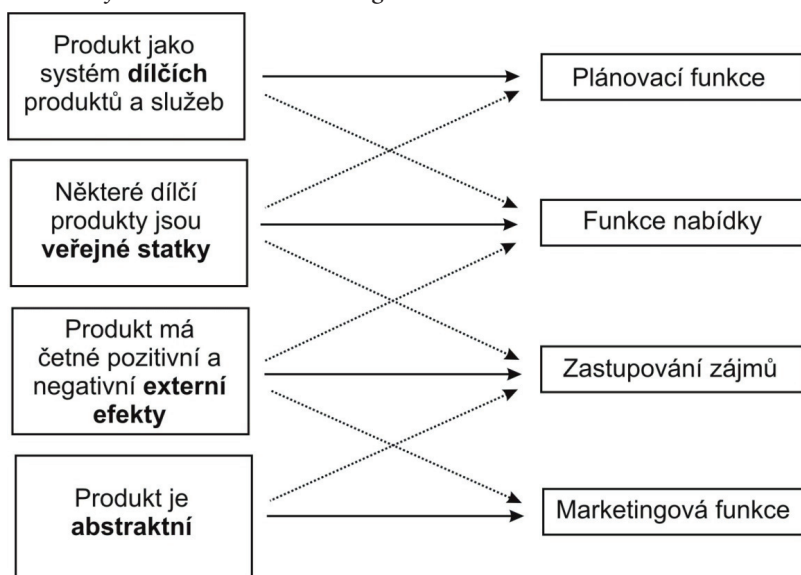 Produkt jako
systém dílčích
produktů a služeb
Plánovací funkce
Některé dílčí
produkty jsou
veřejné statky
Funkce nabídky
Produkt má
četné pozitivní a
negativní externí
efekty
Zastupování zájmů
Produkt je
abstraktní
Marketingová funkce